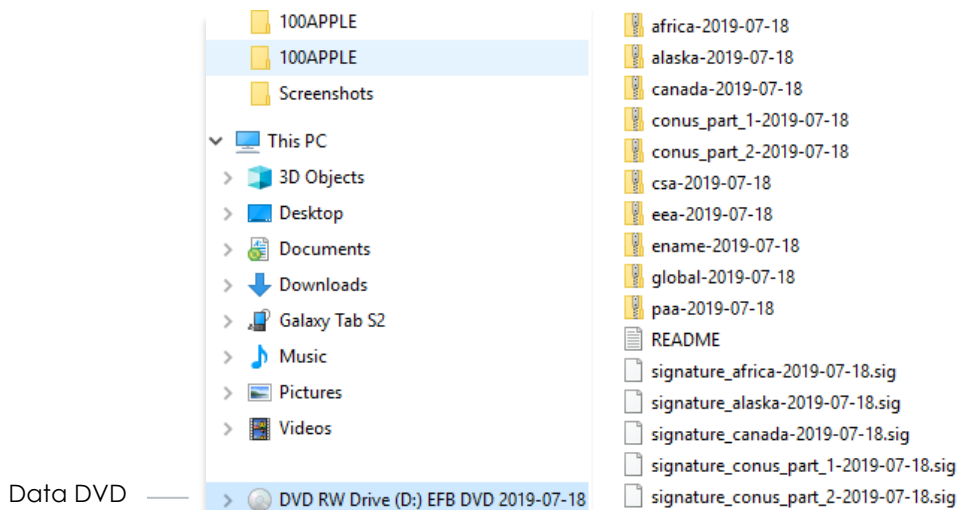 100APPLE
100APPLE
Screenshots
This PC
3D Objects
Desktop
Documents
Downloads
Galaxy Tab S2
Music
Pictures
Videos
Data DVD
DVD RW Drive (D:) EFB DVD 2019-07-18
africa-2019-07-18
alaska-2019-07-18
canada-2019-07-18
conus_part_1-2019-07-18
conus_part_2-2019-07-18
csa-2019-07-18
eea-2019-07-18
ename-2019-07-18
global-2019-07-18
paa-2019-07-18
README
signature_africa-2019-07-18.sig
signature_alaska-2019-07-18.sig
signature_canada-2019-07-18.sig
signature_conus_part_1-2019-07-18.sig
signature_conus_part_2-2019-07-18.sig